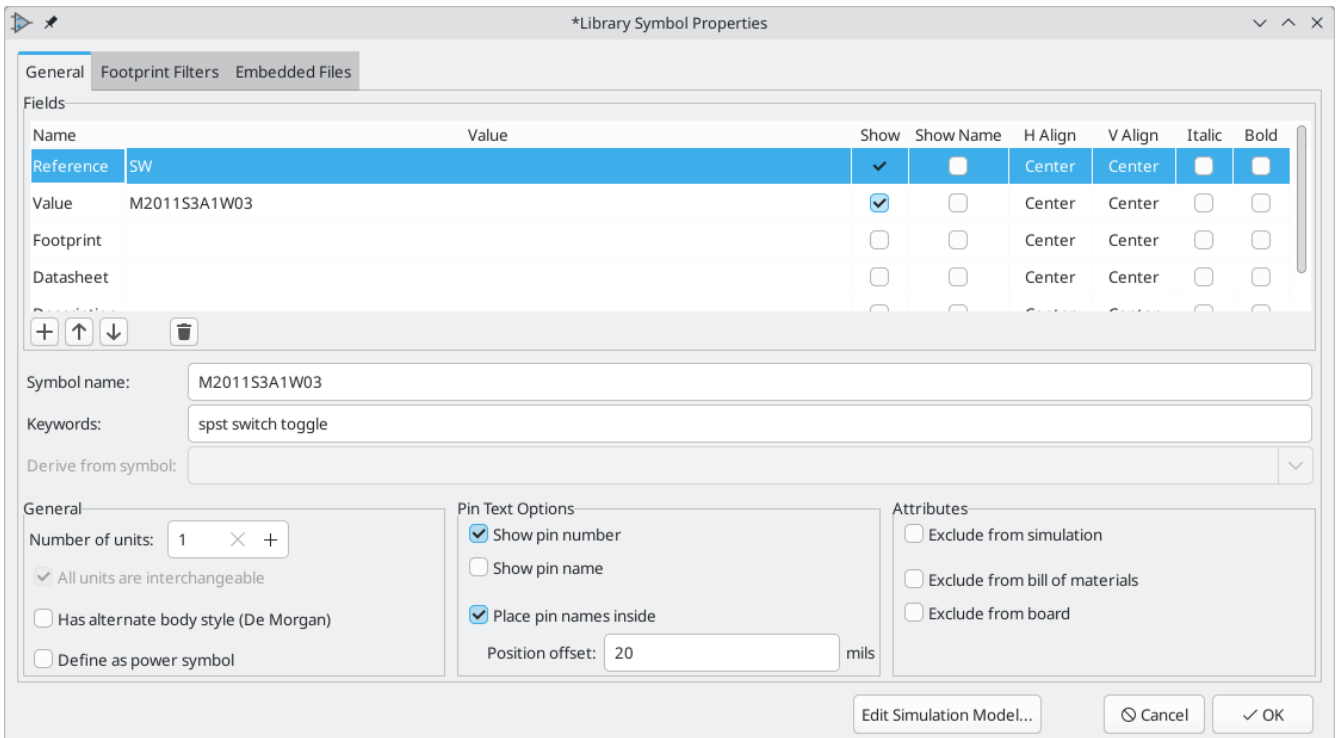 *Library Symbol Properties
General Footprint Filters Embedded Files
Fields
Name Value Show Show Name H Align V Align Italic Bold
Reference SW Center Center
Value M2011S3A1W03 Center Center
Footprint Center Center
Datasheet Center Center
Symbol name: M2011S3A1W03
Keywords: spst switch toggle
Derive from symbol:
General
Number of units: 1
All units are interchangeable
Has alternate body style (De Morgan)
Define as power symbol
Pin Text Options
Show pin number
Show pin name
Place pin names inside
Position offset: 20 mils
Attributes
Exclude from simulation
Exclude from bill of materials
Exclude from board
Edit Simulation Model... Cancel OK